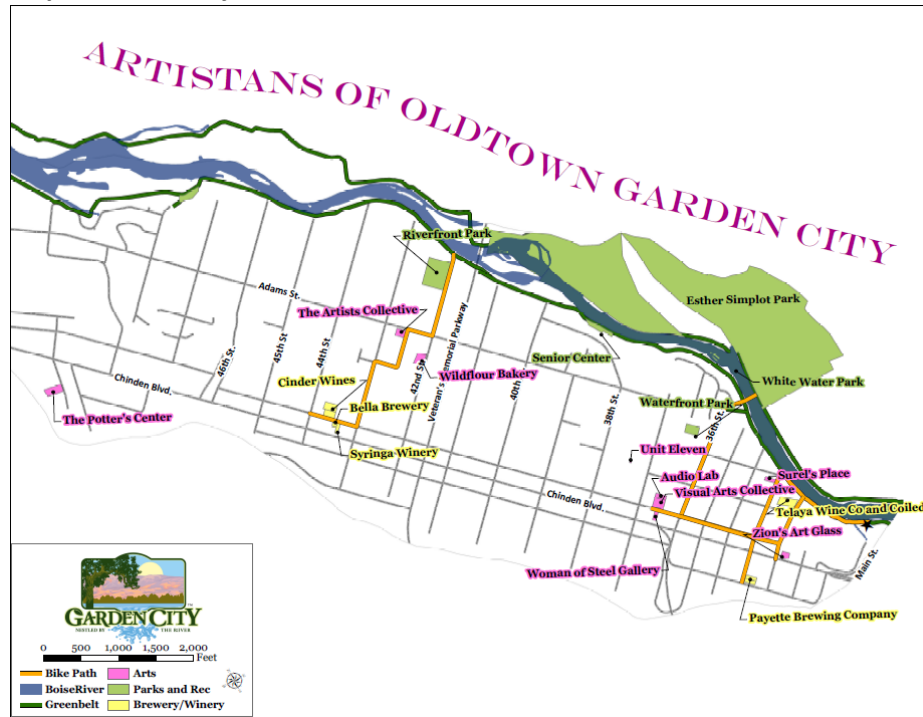 ARTISTANS OF OLDTOWN GARDEN CITY
Riverfront Park
Esther Simplot Park
Adams St.
The Artists Collective
46th St.
45th St
44th St
42nd St
Veteran's Memorial Parkway
40th St
38th St.
36th St.
Senior Center
White Water Park
Wildflour Bakery
Cinder Wines
Chinden Blvd.
Bella Brewery
Waterfront Park
The Potter's Center
Syringa Winery
Unit Eleven
Audio Lab
Surel's Place
Visual Arts Collective
Chinden Blvd.
Telaya Wine Co and Coiled
Zion's Art Glass
Main St.
Woman of Steel Gallery
Payette Brewing Company
GARDEN CITY
NESTLED BY THE RIVER
0 500 1,000 1,500 2,000
Feet
Bike Path
Arts
BoiseRiver
Parks and Rec
Greenbelt
Brewery/Winery